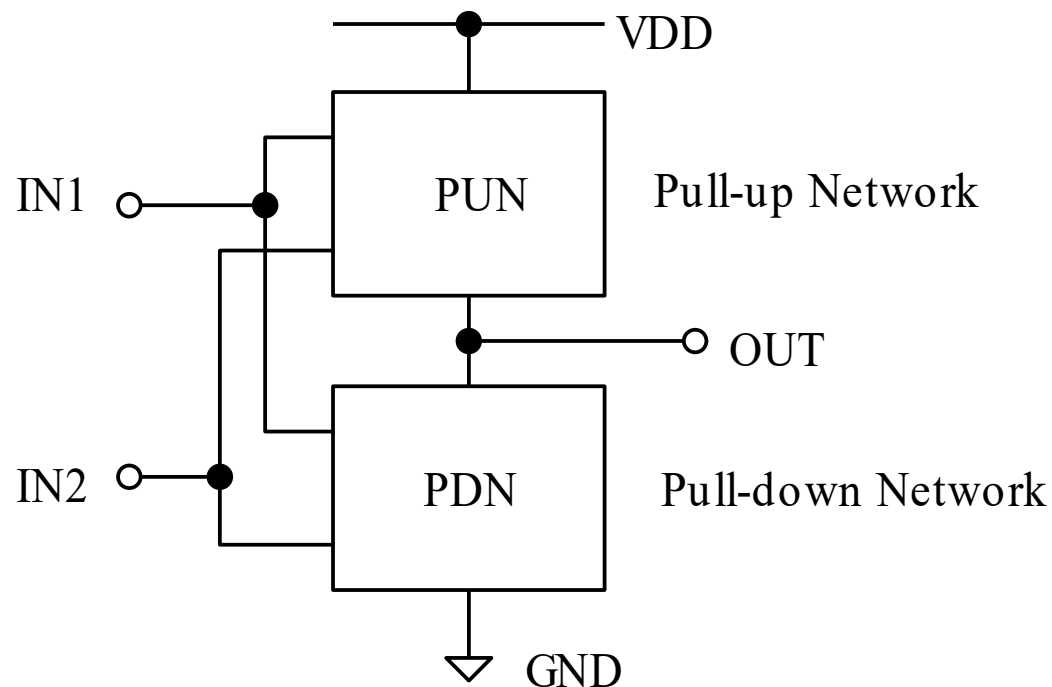 VDD
IN1
PUN
Pull-up Network
OUT
IN2
PDN
Pull-down Network
GND